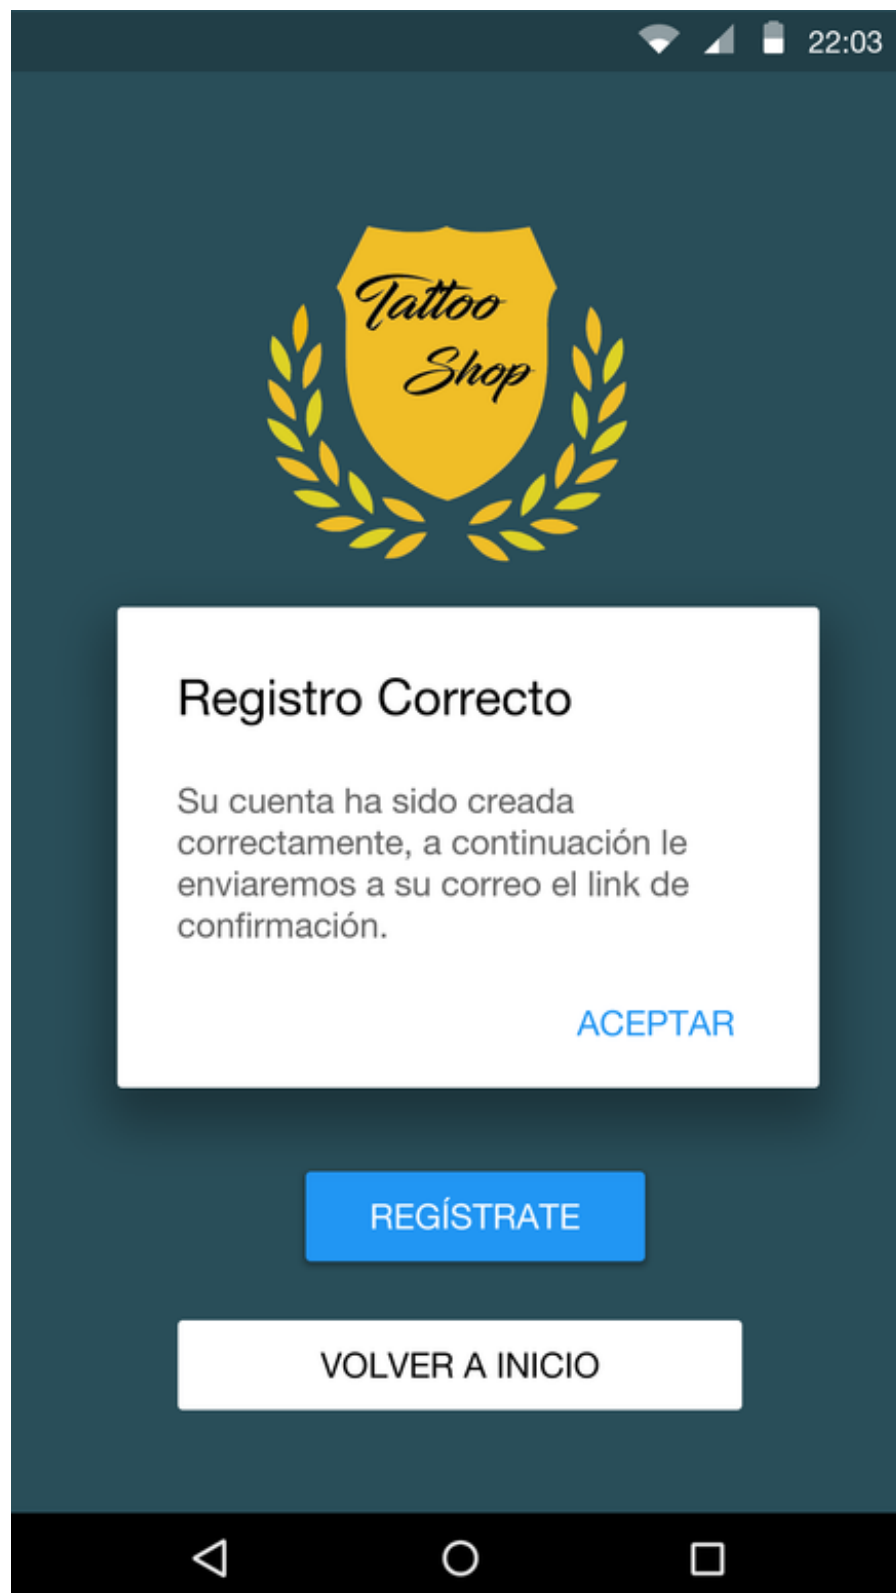 22:03
Tattoo
Shop
Registro Correcto
Su cuenta ha sido creada
correctamente, a continuación le
enviaremos a su correo el link de
confirmación.
ACEPTAR
REGÍSTRATE
VOLVER A INICIO